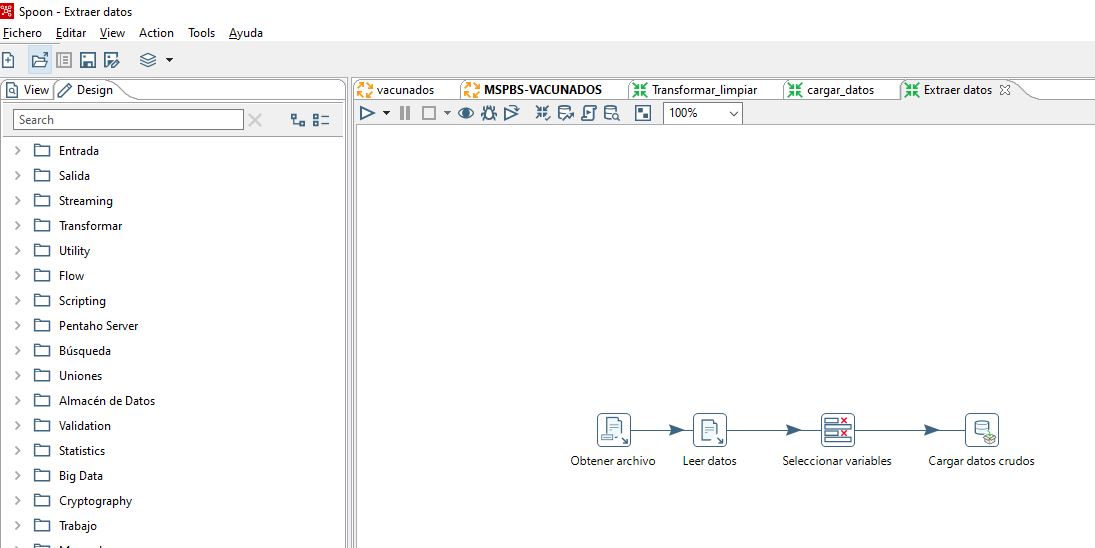 Spoon - Extraer datos
Fichero Editar View Action Tools Ayuda
View Design
vacunados MSPBS-VACUNADOS Transformar_limpiar cargar_datos Extraer datos
Search
100%
Entrada
Salida
Streaming
Transformar
Utility
Flow
Scripting
Pentaho Server
Búsqueda
Uniones
Almacén de Datos
Validation
Statistics
Big Data
Cryptography
Trabajo
Obtener archivo Leer datos Seleccionar variables Cargar datos crudos